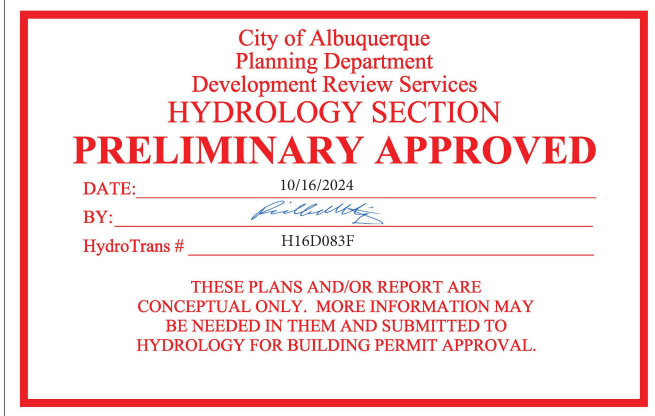 City of Albuquerque
Planning Department
Development Review Services
HYDROLOGY SECTION
PRELIMINARY APPROVED
DATE: 10/16/2024
BY:
HydroTrans # H16D083F
THESE PLANS AND/OR REPORT ARE
CONCEPTUAL ONLY. MORE INFORMATION MAY
BE NEEDED IN THEM AND SUBMITTED TO
HYDROLOGY FOR BUILDING PERMIT APPROVAL.